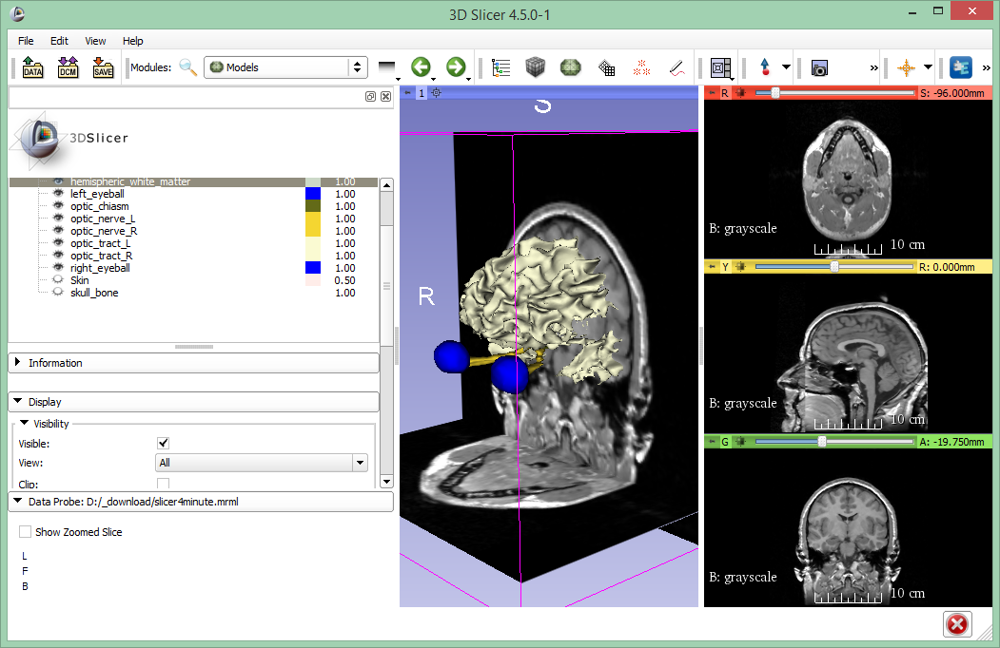 3D Slicer 4.5.0-1
File Edit View Help
DATA DCM SAVE Modules: Models »  »
1
R S: -96.000mm
3DSlicer
hemispheric_white_matter 1.00
left_eyeball 1.00
optic_chiasm 1.00
optic_nerve_L 1.00
optic_nerve_R 1.00
optic_tract_L 1.00
optic_tract_R 1.00
right_eyeball 1.00
Skin 0.50
skull_bone 1.00
S
R
B: grayscale 10 cm
Y R: 0.000mm
B: grayscale 10 cm
G A: -19.750mm
B: grayscale 10 cm
Information
Display
Visibility
Visible:
View: All
Clip:
Data Probe: D:/_download/slicer4minute.mrml
Show Zoomed Slice
L
F
B